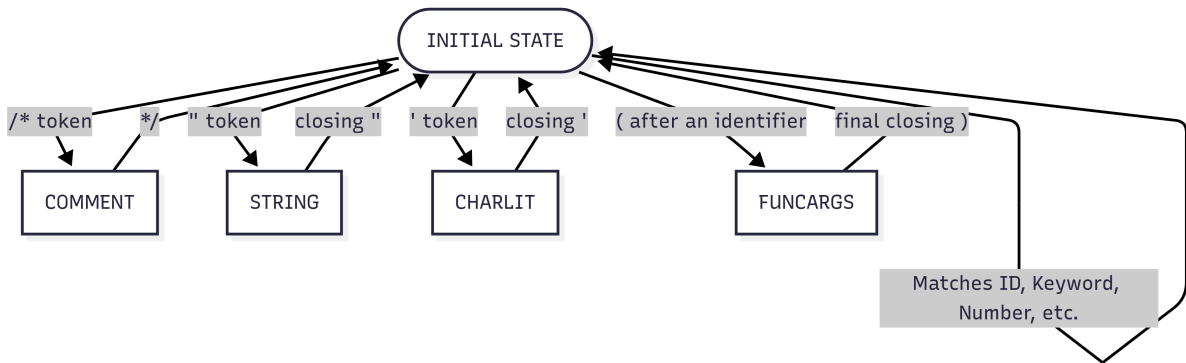 INITIAL STATE
/* token
*/
" token
closing "
' token
closing '
( after an identifier
final closing )
COMMENT
STRING
CHARLIT
FUNCARGS
Matches ID, Keyword,
Number, etc.